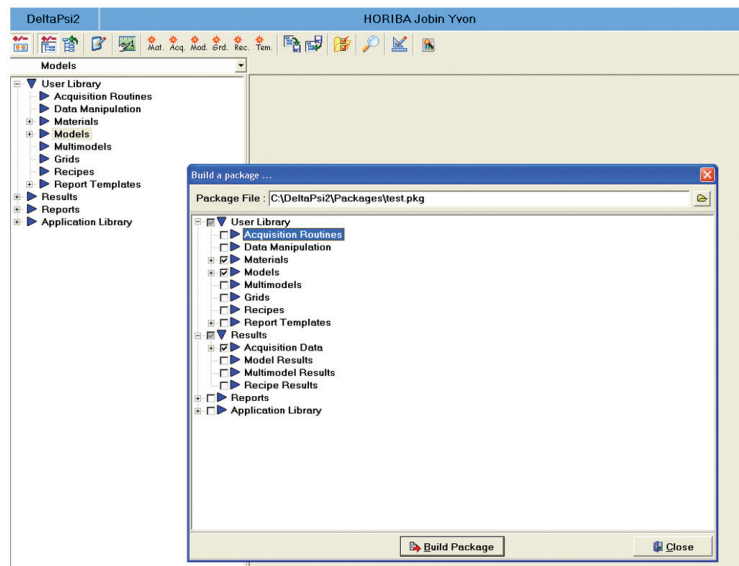 DeltaPsi2
HORIBA Jobin Yvon
Mat. Acq. Mod. Grd. Rec. Tem.
Models
User Library
Acquisition Routines
Data Manipulation
Materials
Models
Multimodels
Grids
Recipes
Report Templates
Results
Reports
Application Library
Build a package ...
Package File : C:\DeltaPsi2\Packages\test.pkg
User Library
Acquisition Routines
Data Manipulation
Materials
Models
Multimodels
Grids
Recipes
Report Templates
Results
Acquisition Data
Model Results
Multimodel Results
Recipe Results
Reports
Application Library
Build Package
Close